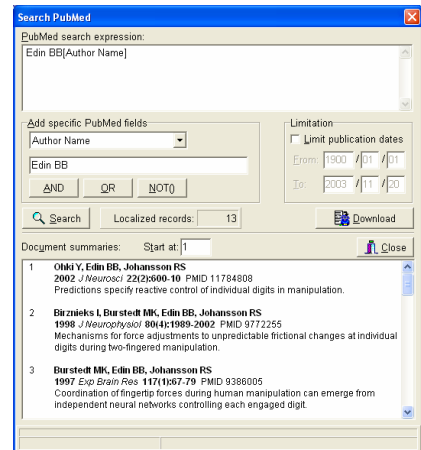 Search PubMed
PubMed search expression:
Edin BB[Author Name]
Add specific PubMed fields
Author Name
Edin BB
AND OR NOT()
Limitation
Limit publication dates
From: 1900 / 01 / 01
To: 2003 / 11 / 20
Search Localized records: 13 Download
Document summaries: Start at: 1 Close
1 Ohki Y, Edin BB, Johansson RS
2002 J Neurosci 22(2):600-10 PMID 11784808
Predictions specify reactive control of individual digits in manipulation.
2 Birznieks I, Burstedt MK, Edin BB, Johansson RS
1998 J Neurophysiol 80(4):1989-2002 PMID 9772255
Mechanisms for force adjustments to unpredictable frictional changes at individual
digits during two-fingered manipulation.
3 Burstedt MK, Edin BB, Johansson RS
1997 Exp Brain Res 117(1):67-79 PMID 9386005
Coordination of fingertip forces during human manipulation can emerge from
independent neural networks controlling each engaged digit.